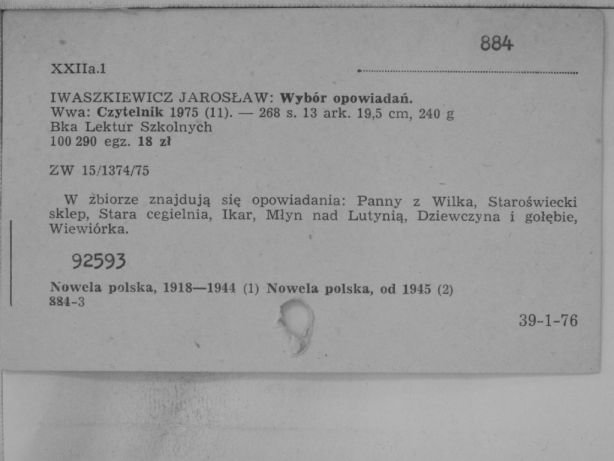 884
XXIIa.1
IWASZKIEWICZ JAROSŁAW: Wybór opowiadań.
Wwa: Czytelnik 1975 (11). — 268 s. 13 ark. 19,5 cm, 240 g
Bka Lektur Szkolnych
100 290 egz. 18 zł
ZW 15/1374/75
W zbiorze znajdują się opowiadania: Panny z Wilka, Staroświecki
sklep, Stara cegielnia, Ikar, Młyn nad Lutynią, Dziewczyna i gołębie,
Wiewiórka.
92593
Nowela polska, 1918—1944 (1) Nowela polska, od 1945 (2)
884-3
39-1-76